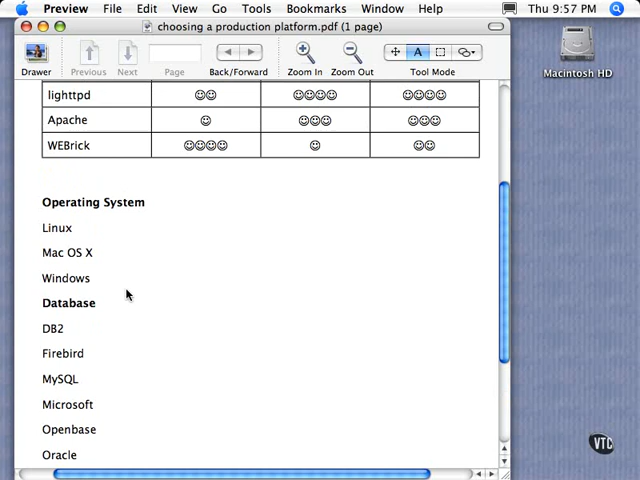 Preview File Edit View Go Tools Bookmarks Window Help Thu 9:57 PM
choosing a production platform.pdf (1 page)
Drawer Previous Next Page Back/Forward Zoom In Zoom Out Tool Mode
A
Macintosh HD
lighttpd ☺☺ ☺☺☺☺ ☺☺☺☺
Apache ☺ ☺☺☺ ☺☺☺
WEBrick ☺☺☺☺ ☺ ☺☺
Operating System
Linux
Mac OS X
Windows
Database
DB2
Firebird
MySQL
Microsoft
Openbase
Oracle
VTC